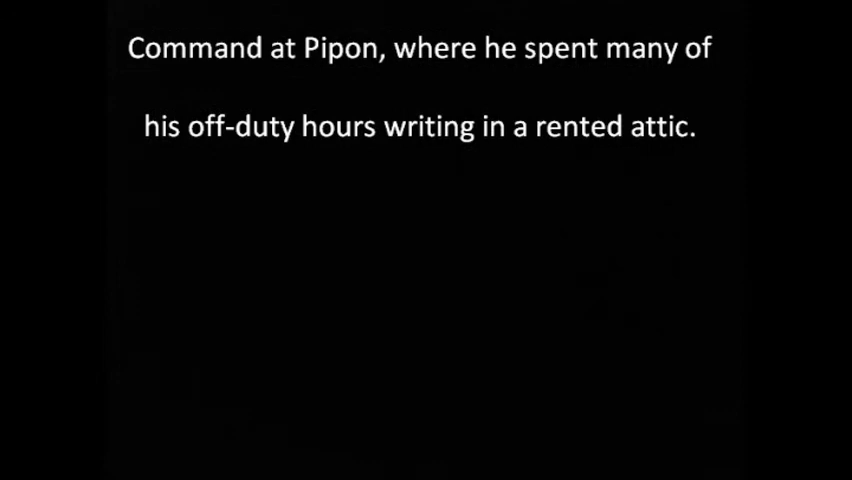 Command at Pipon, where he spent many of
his off-duty hours writing in a rented attic.